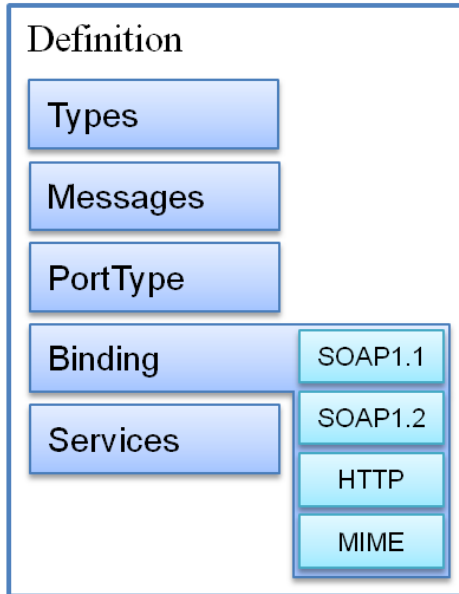 Definition
Types
Messages
PortType
Binding
SOAP1.1
SOAP1.2
Services
HTTP
MIME